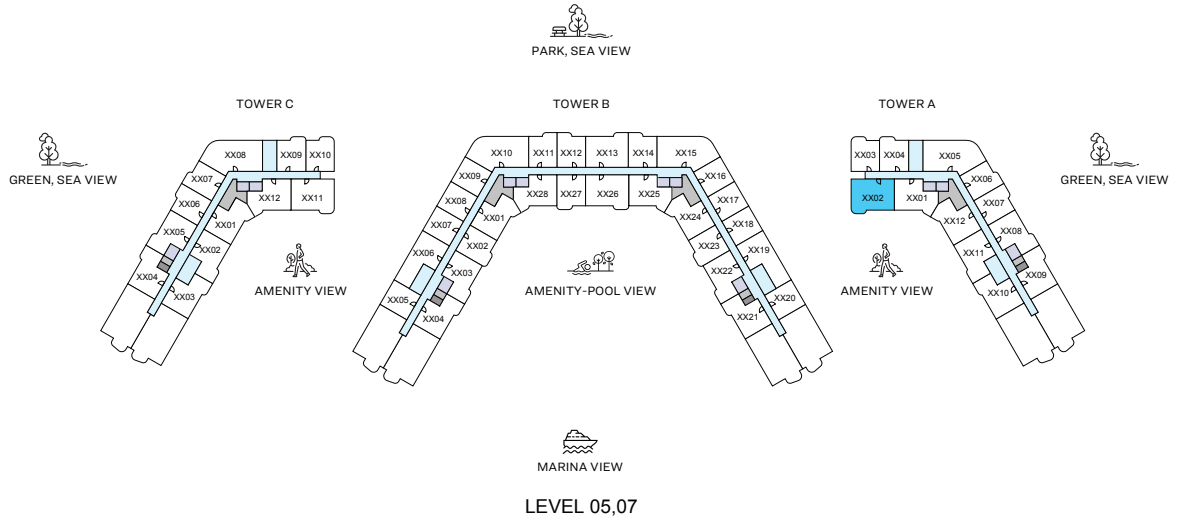 PARK, SEA VIEW
TOWER C
TOWER B
TOWER A
GREEN, SEA VIEW
GREEN, SEA VIEW
XX08
XX09
XX10
XX07
XX06
XX05
XX04
XX03
XX02
XX01
XX12
XX11
XX10
XX11
XX12
XX13
XX14
XX15
XX09
XX08
XX07
XX06
XX05
XX04
XX03
XX02
XX01
XX28
XX27
XX26
XX25
XX24
XX23
XX22
XX21
XX16
XX17
XX18
XX19
XX20
XX03
XX04
XX05
XX02
XX01
XX06
XX07
XX08
XX09
XX12
XX11
XX10
AMENITY VIEW
AMENITY-POOL VIEW
AMENITY VIEW
MARINA VIEW
LEVEL 05,07